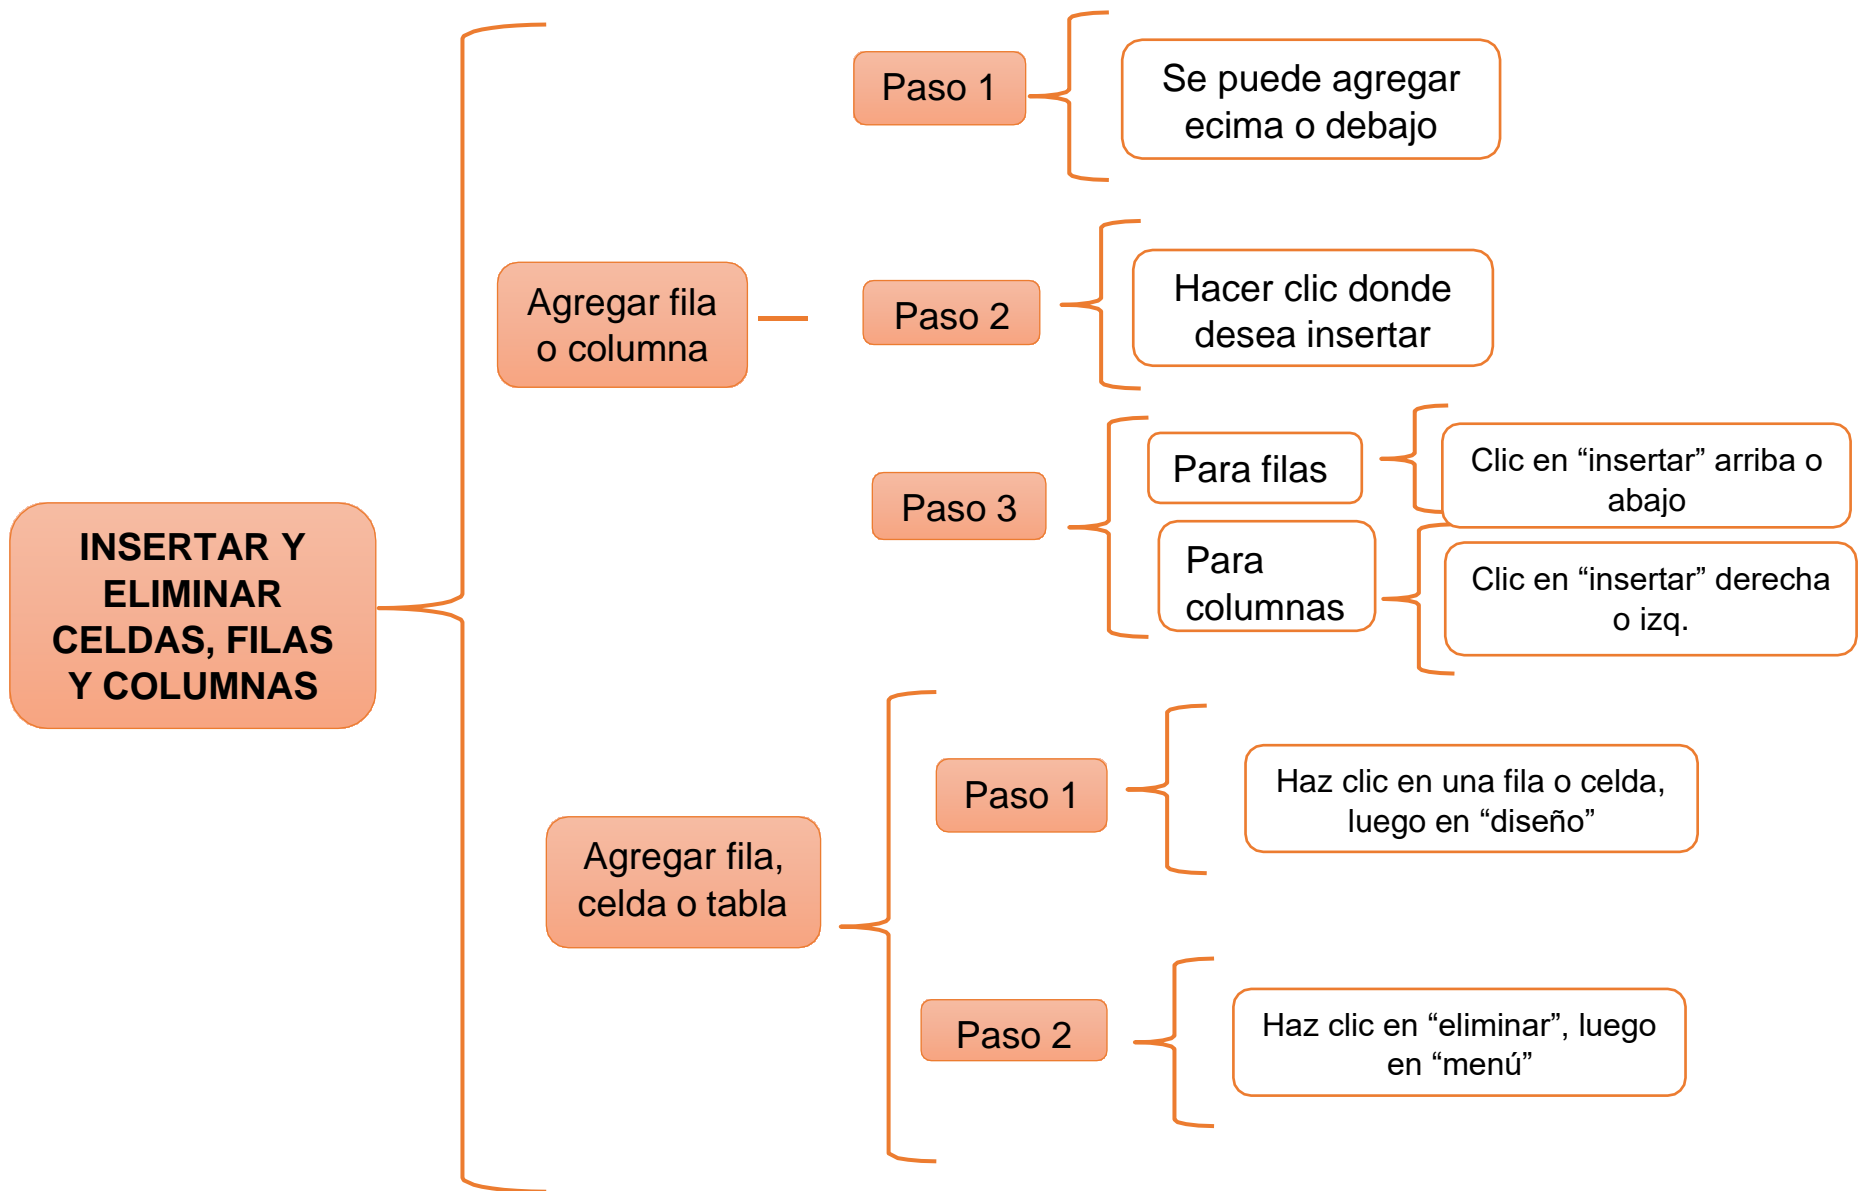 INSERTAR Y
ELIMINAR
CELDAS, FILAS
Y COLUMNAS
Agregar fila
o columna
Paso 1
Se puede agregar
ecima o debajo
Paso 2
Hacer clic donde
desea insertar
Paso 3
Para filas
Clic en “insertar” arriba o
abajo
Para
columnas
Clic en “insertar” derecha
o izq.
Agregar fila,
celda o tabla
Paso 1
Haz clic en una fila o celda,
luego en “diseño”
Paso 2
Haz clic en “eliminar”, luego
en “menú”